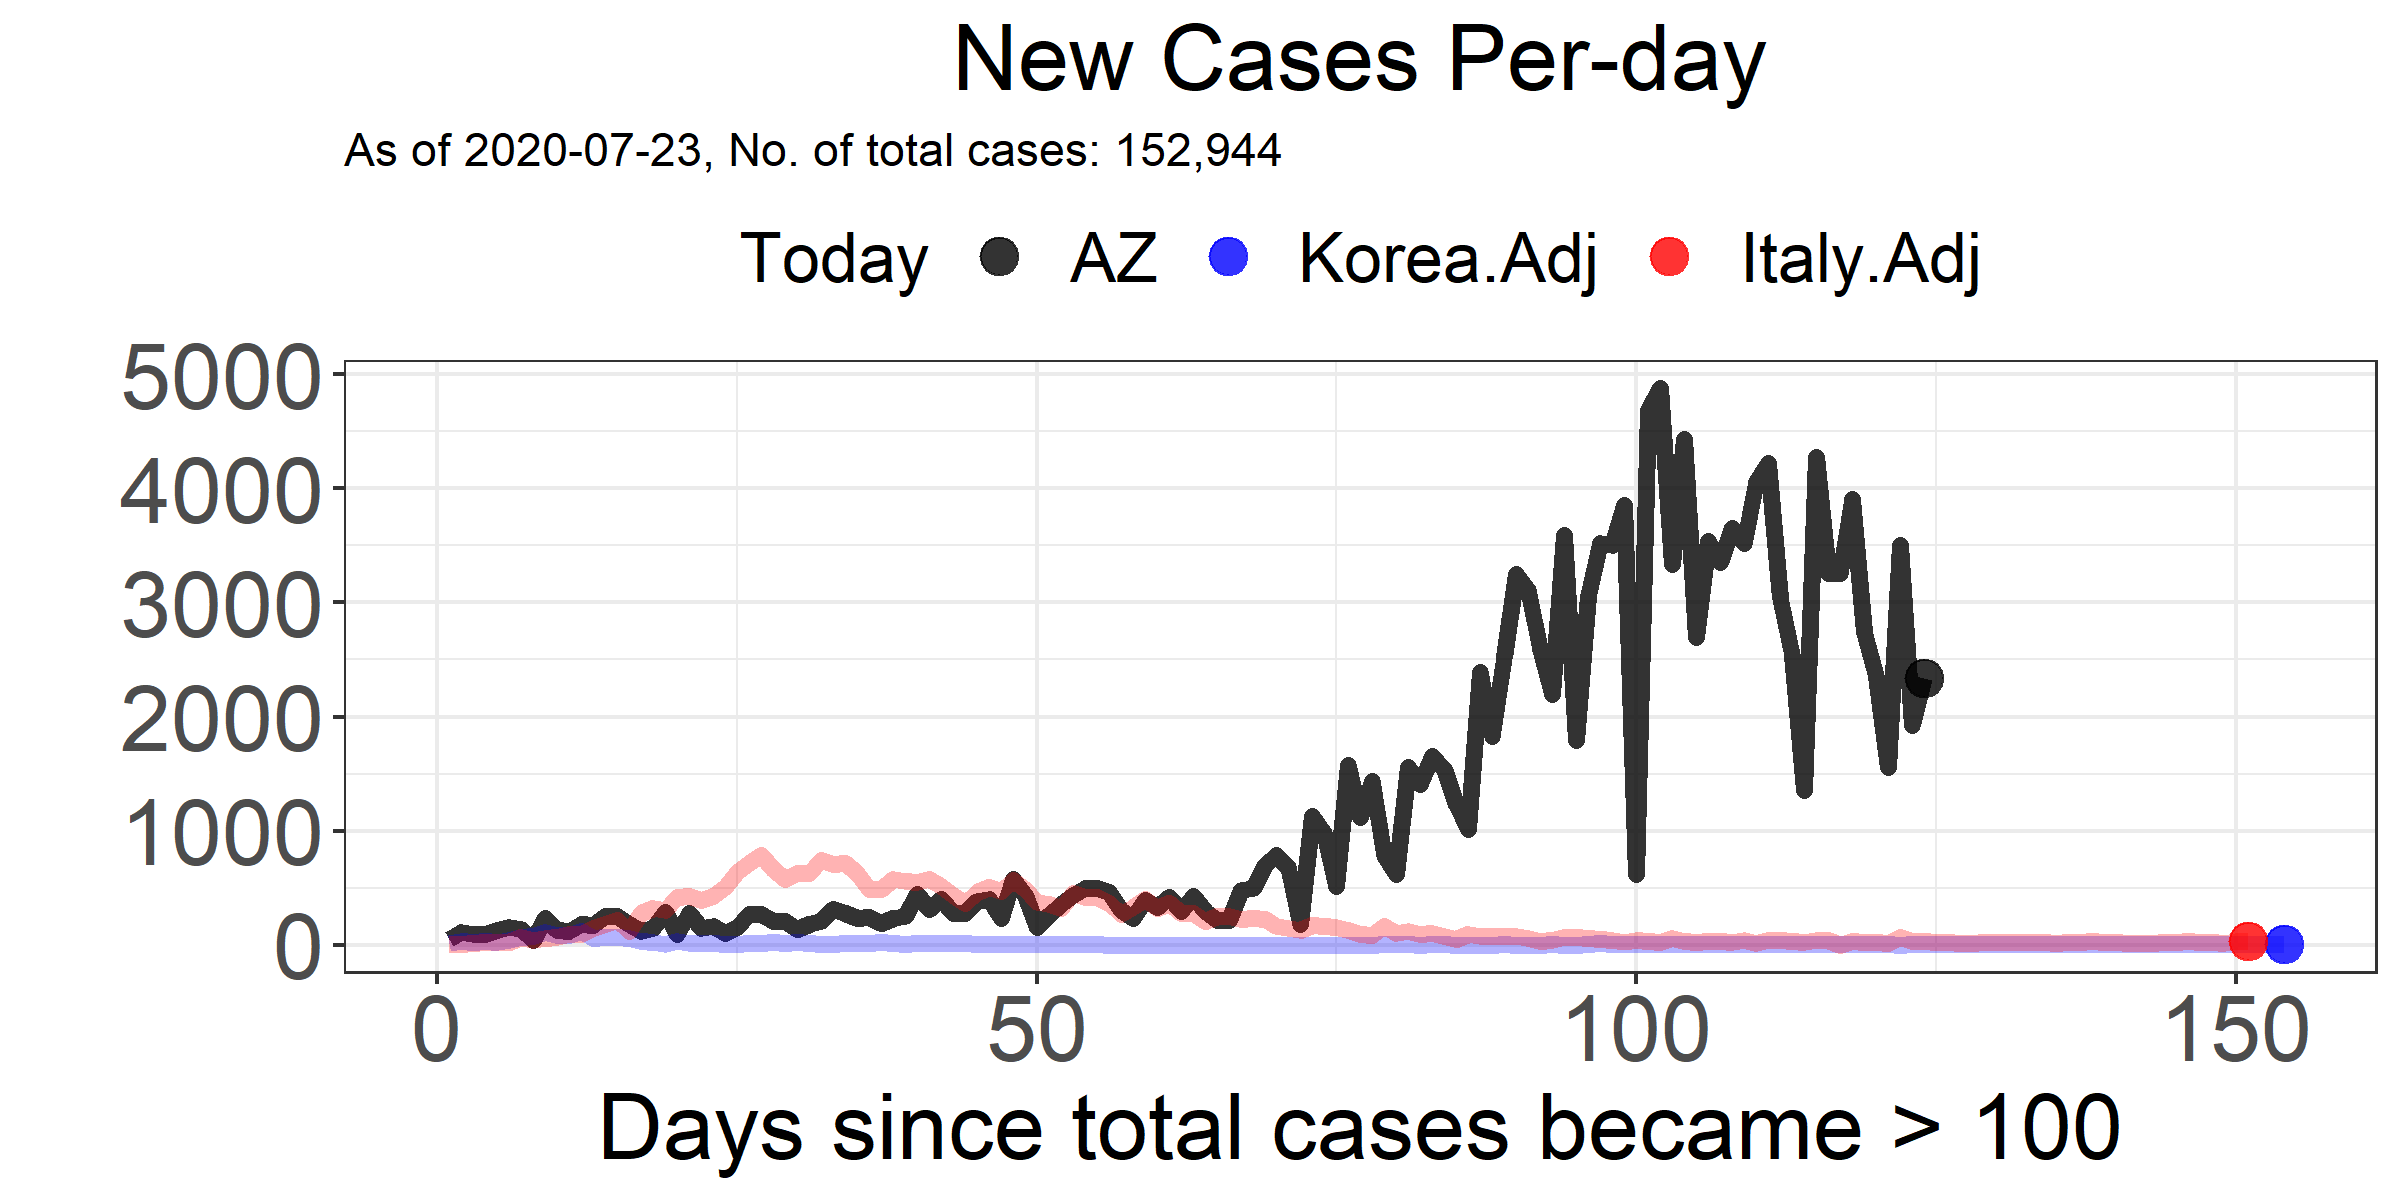 New Cases Per-day
As of 2020-07-23, No. of total cases: 152,944
Today AZ Korea.Adj Italy.Adj
5000
4000
3000
2000
1000
0
0 50 100 150
Days since total cases became > 100